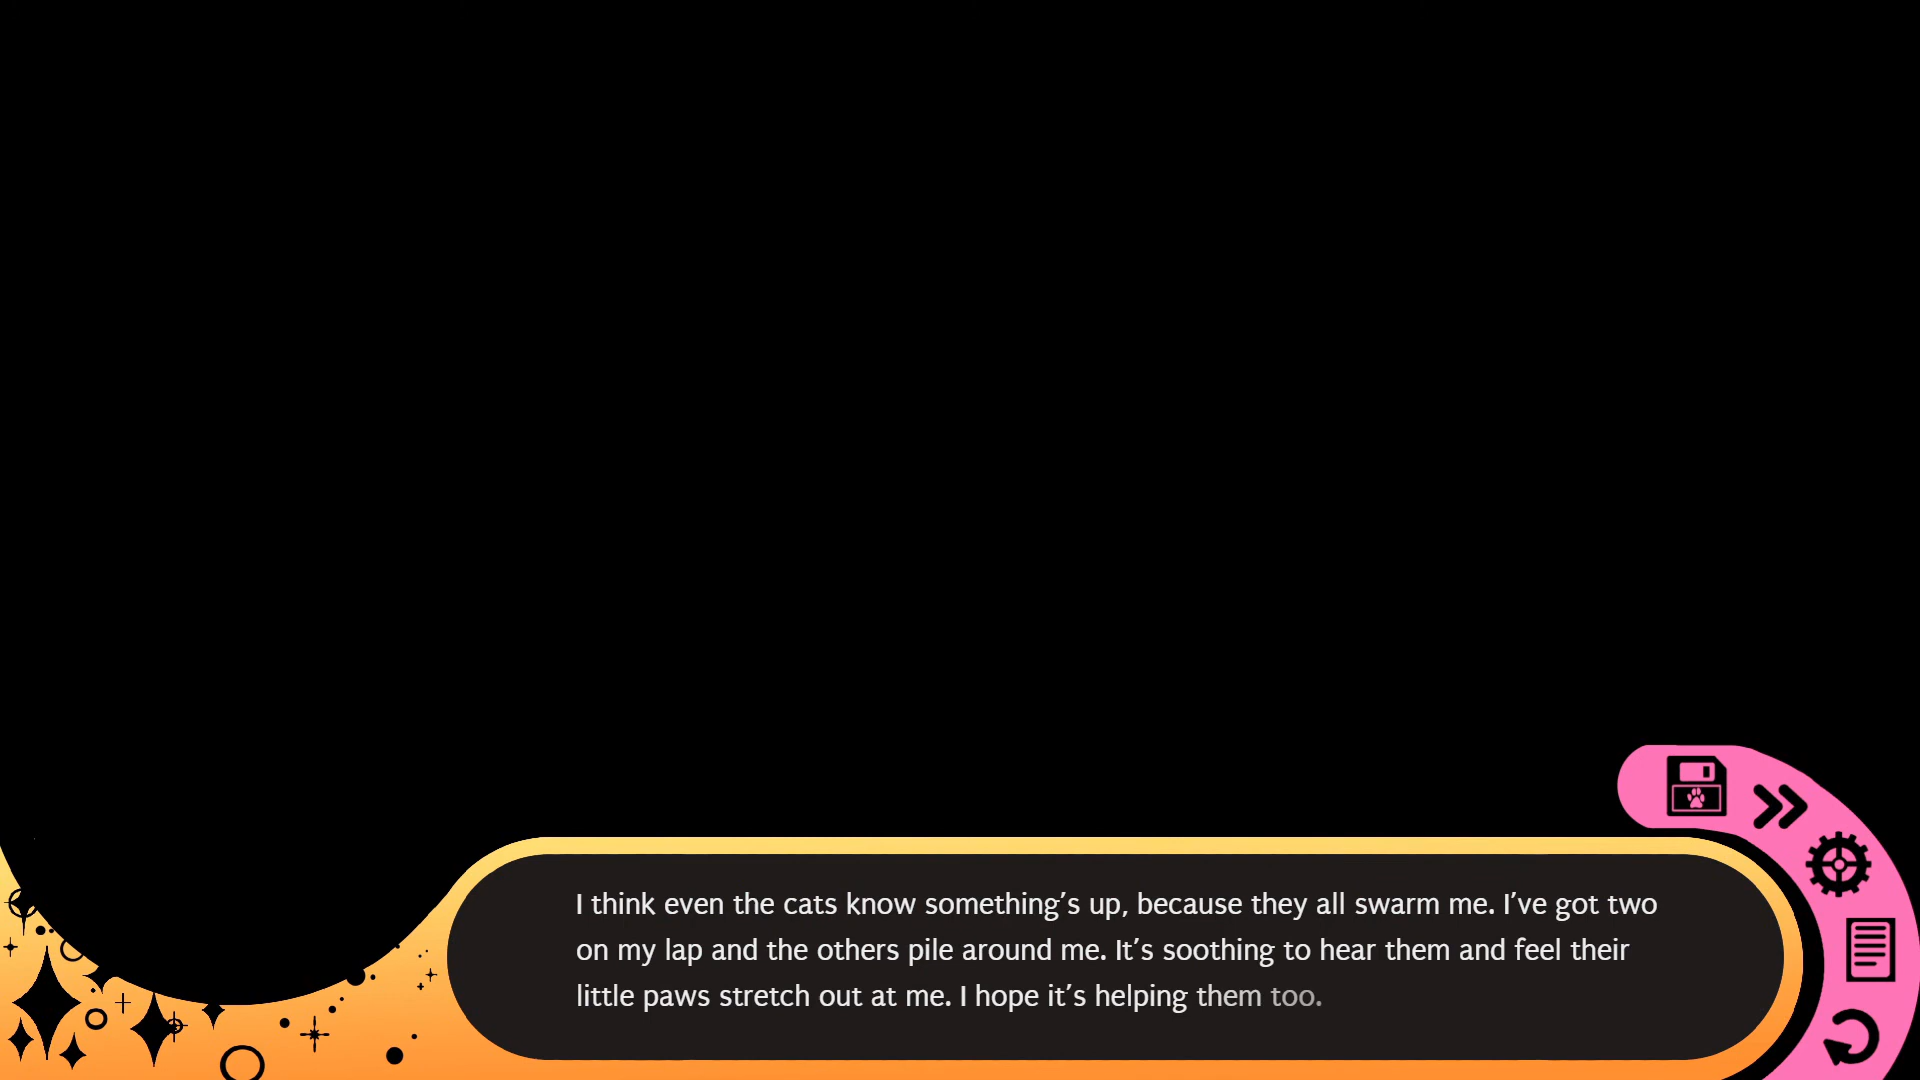 I think even the cats know something’s up, because they all swarm me. I’ve got two
on my lap and the others pile around me. It’s soothing to hear them and feel their
little paws stretch out at me. I hope it’s helping them too.